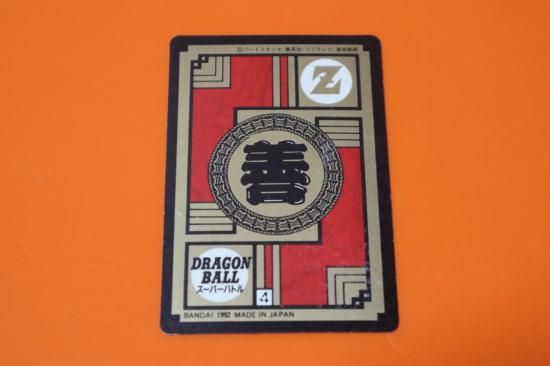 ©バードスタジオ/集英社・フジテレビ/東映動画
Z
善
DRAGON
BALL
スーパーバトル
4
BANDAI 1992 MADE IN JAPAN